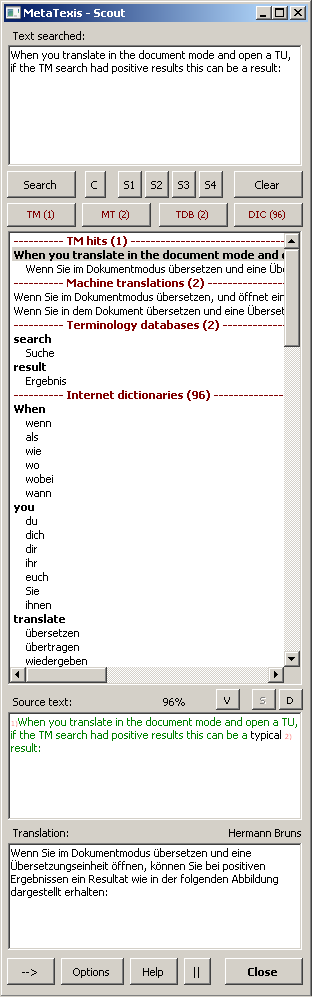 MetaTexis - Scout
Text searched:
When you translate in the document mode and open a TU,
if the TM search had positive results this can be a result:
Search C S1 S2 S3 S4 Clear
TM (1) MT (2) TDB (2) DIC (96)
---------- TM hits (1) ----------
When you translate in the document mode and
Wenn Sie im Dokumentmodus übersetzen und eine Übe
---------- Machine translations (2) ----------
Wenn Sie im Dokumentmodus übersetzen, und öffnet ein
Wenn Sie in dem Dokument übersetzen und eine Überset
---------- Terminology databases (2) ----------
search
Suche
result
Ergebnis
---------- Internet dictionaries (96) ----------
When
wenn
als
wie
wo
wobei
wann
you
du
dich
dir
ihr
euch
Sie
ihnen
translate
übersetzen
übertragen
wiedergeben
Source text: 96% V S D
1)When you translate in the document mode and open a TU,
if the TM search had positive results this can be a typical 2)
result:
Translation: Hermann Bruns
Wenn Sie im Dokumentmodus übersetzen und eine
Übersetzungseinheit öffnen, können Sie bei positiven
Ergebnissen ein Resultat wie in der folgenden Abbildung
dargestellt erhalten:
--> Options Help || Close